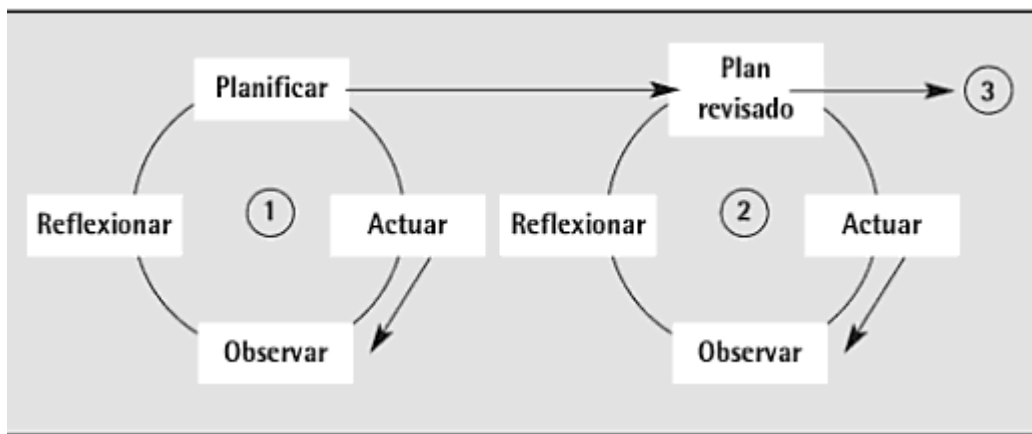 Planificar
Reflexionar
1
Actuar
Observar
Plan
revisado
Reflexionar
2
Actuar
Observar
3